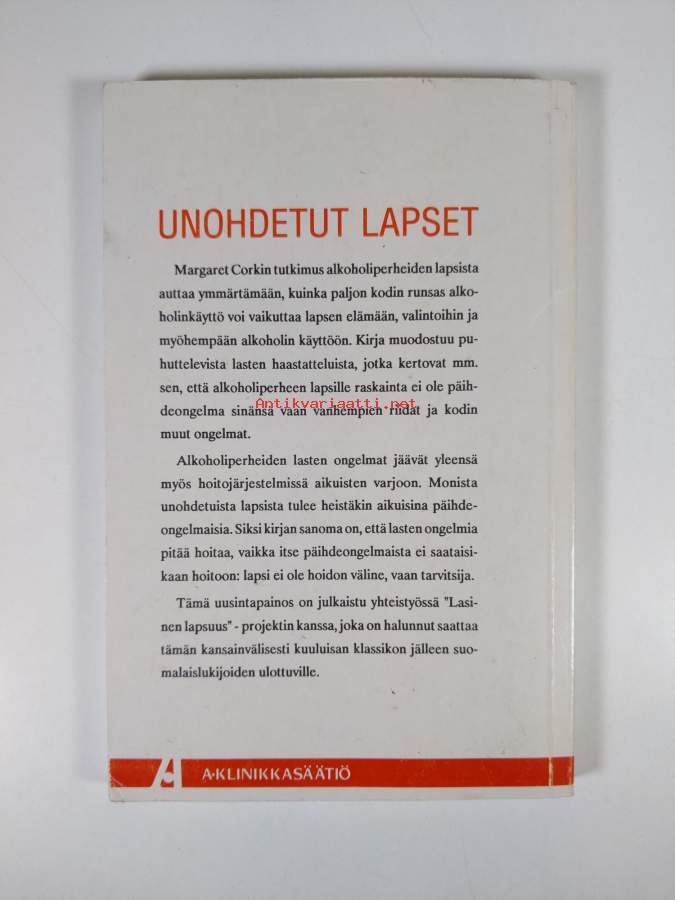 UNOHDETUT LAPSET
Margaret Corkin tutkimus alkoholiperheiden lapsista
auttaa ymmärtämään, kuinka paljon kodin runsas alko-
holinkäyttö voi vaikuttaa lapsen elämään, valintoihin ja
myöhempään alkoholin käyttöön. Kirja muodostuu pu-
huttelevista lasten haastatteluista, jotka kertovat mm.
sen, että alkoholiperheen lapsille raskainta ei ole päih-
Antikvariaatti.net
deongelma sinänsä vaan vanhempien riidat ja kodin
muut ongelmat.
Alkoholiperheiden lasten ongelmat jäävät yleensä
myös hoitojärjestelmissä aikuisten varjoon. Monista
unohdetuista lapsista tulee heistäkin aikuisina päihde-
ongelmaisia. Siksi kirjan sanoma on, että lasten ongelmia
pitää hoitaa, vaikka itse päihdeongelmaista ei saataisi-
kaan hoitoon: lapsi ei ole hoidon väline, vaan tarvitsija.
Tämä uusintapainos on julkaistu yhteistyössä "Lasi-
nen lapsuus" - projektin kanssa, joka on halunnut saattaa
tämän kansainvälisesti kuuluisan klassikon jälleen suo-
malaislukijoiden ulottuville.
A-KLINIKKASÄÄTIÖ